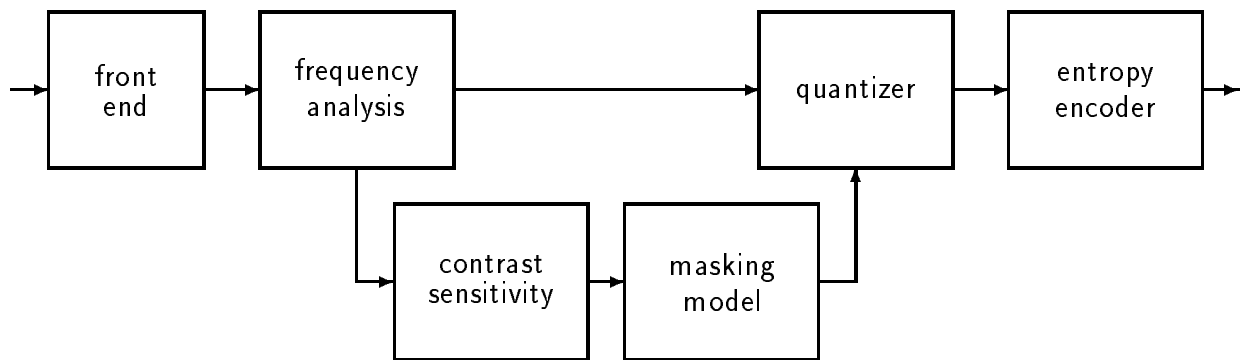 front
end
frequency
analysis
quantizer
entropy
encoder
contrast
sensitivity
masking
model